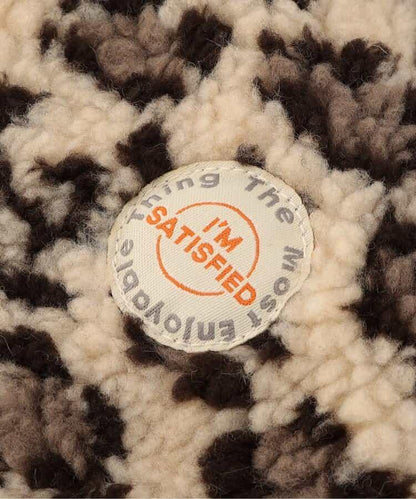 The Most Enjoyable Thing
I'M
SATISFIED